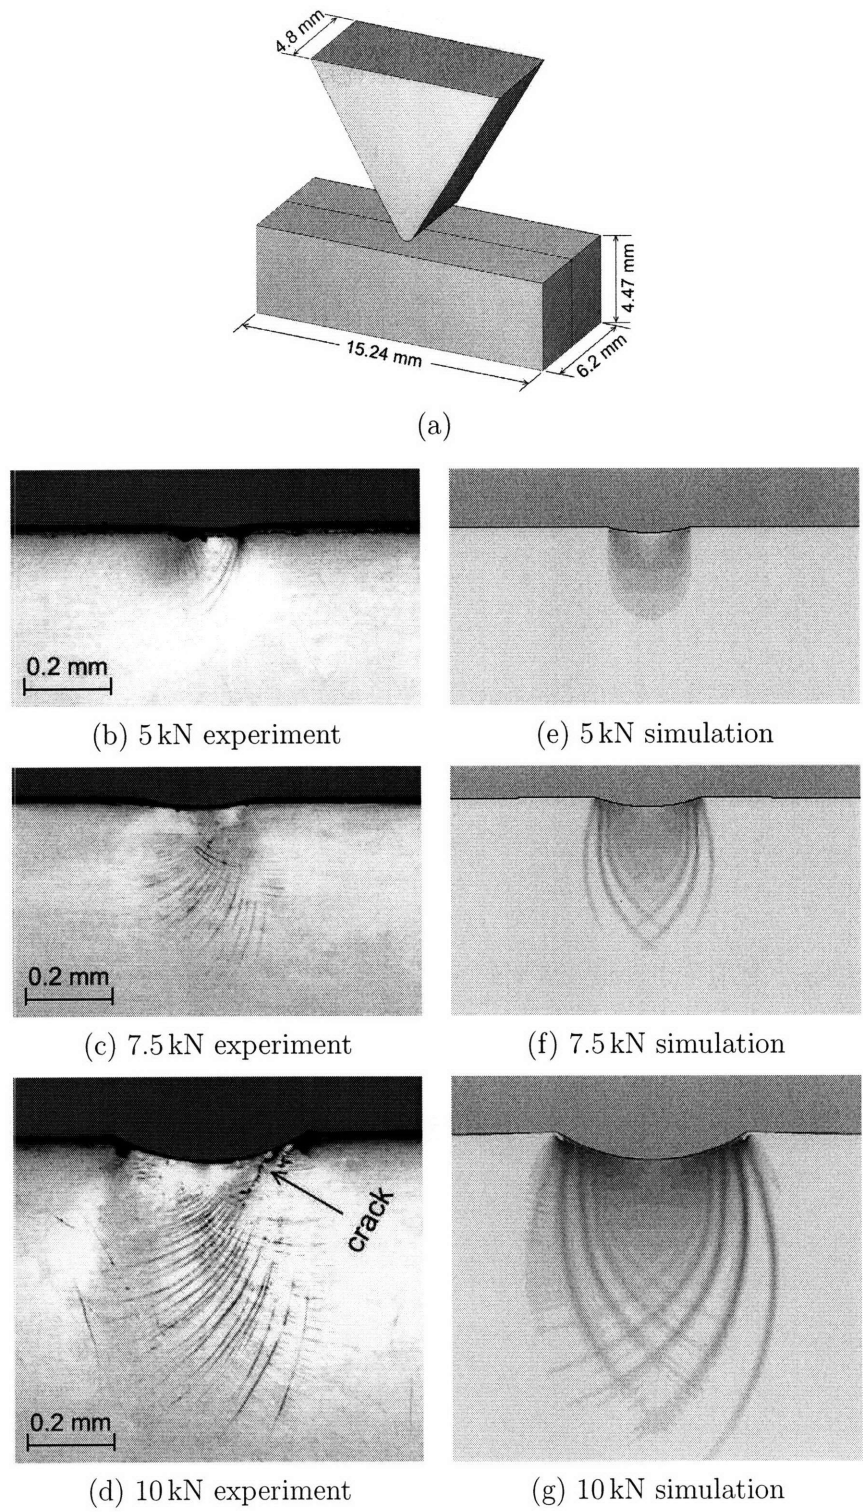 4.8 mm
4.47 mm
15.24 mm
6.2 mm
(a)
0.2 mm
(b) 5 kN experiment
(e) 5 kN simulation
0.2 mm
(c) 7.5 kN experiment
(f) 7.5 kN simulation
crack
0.2 mm
(d) 10 kN experiment
(g) 10 kN simulation